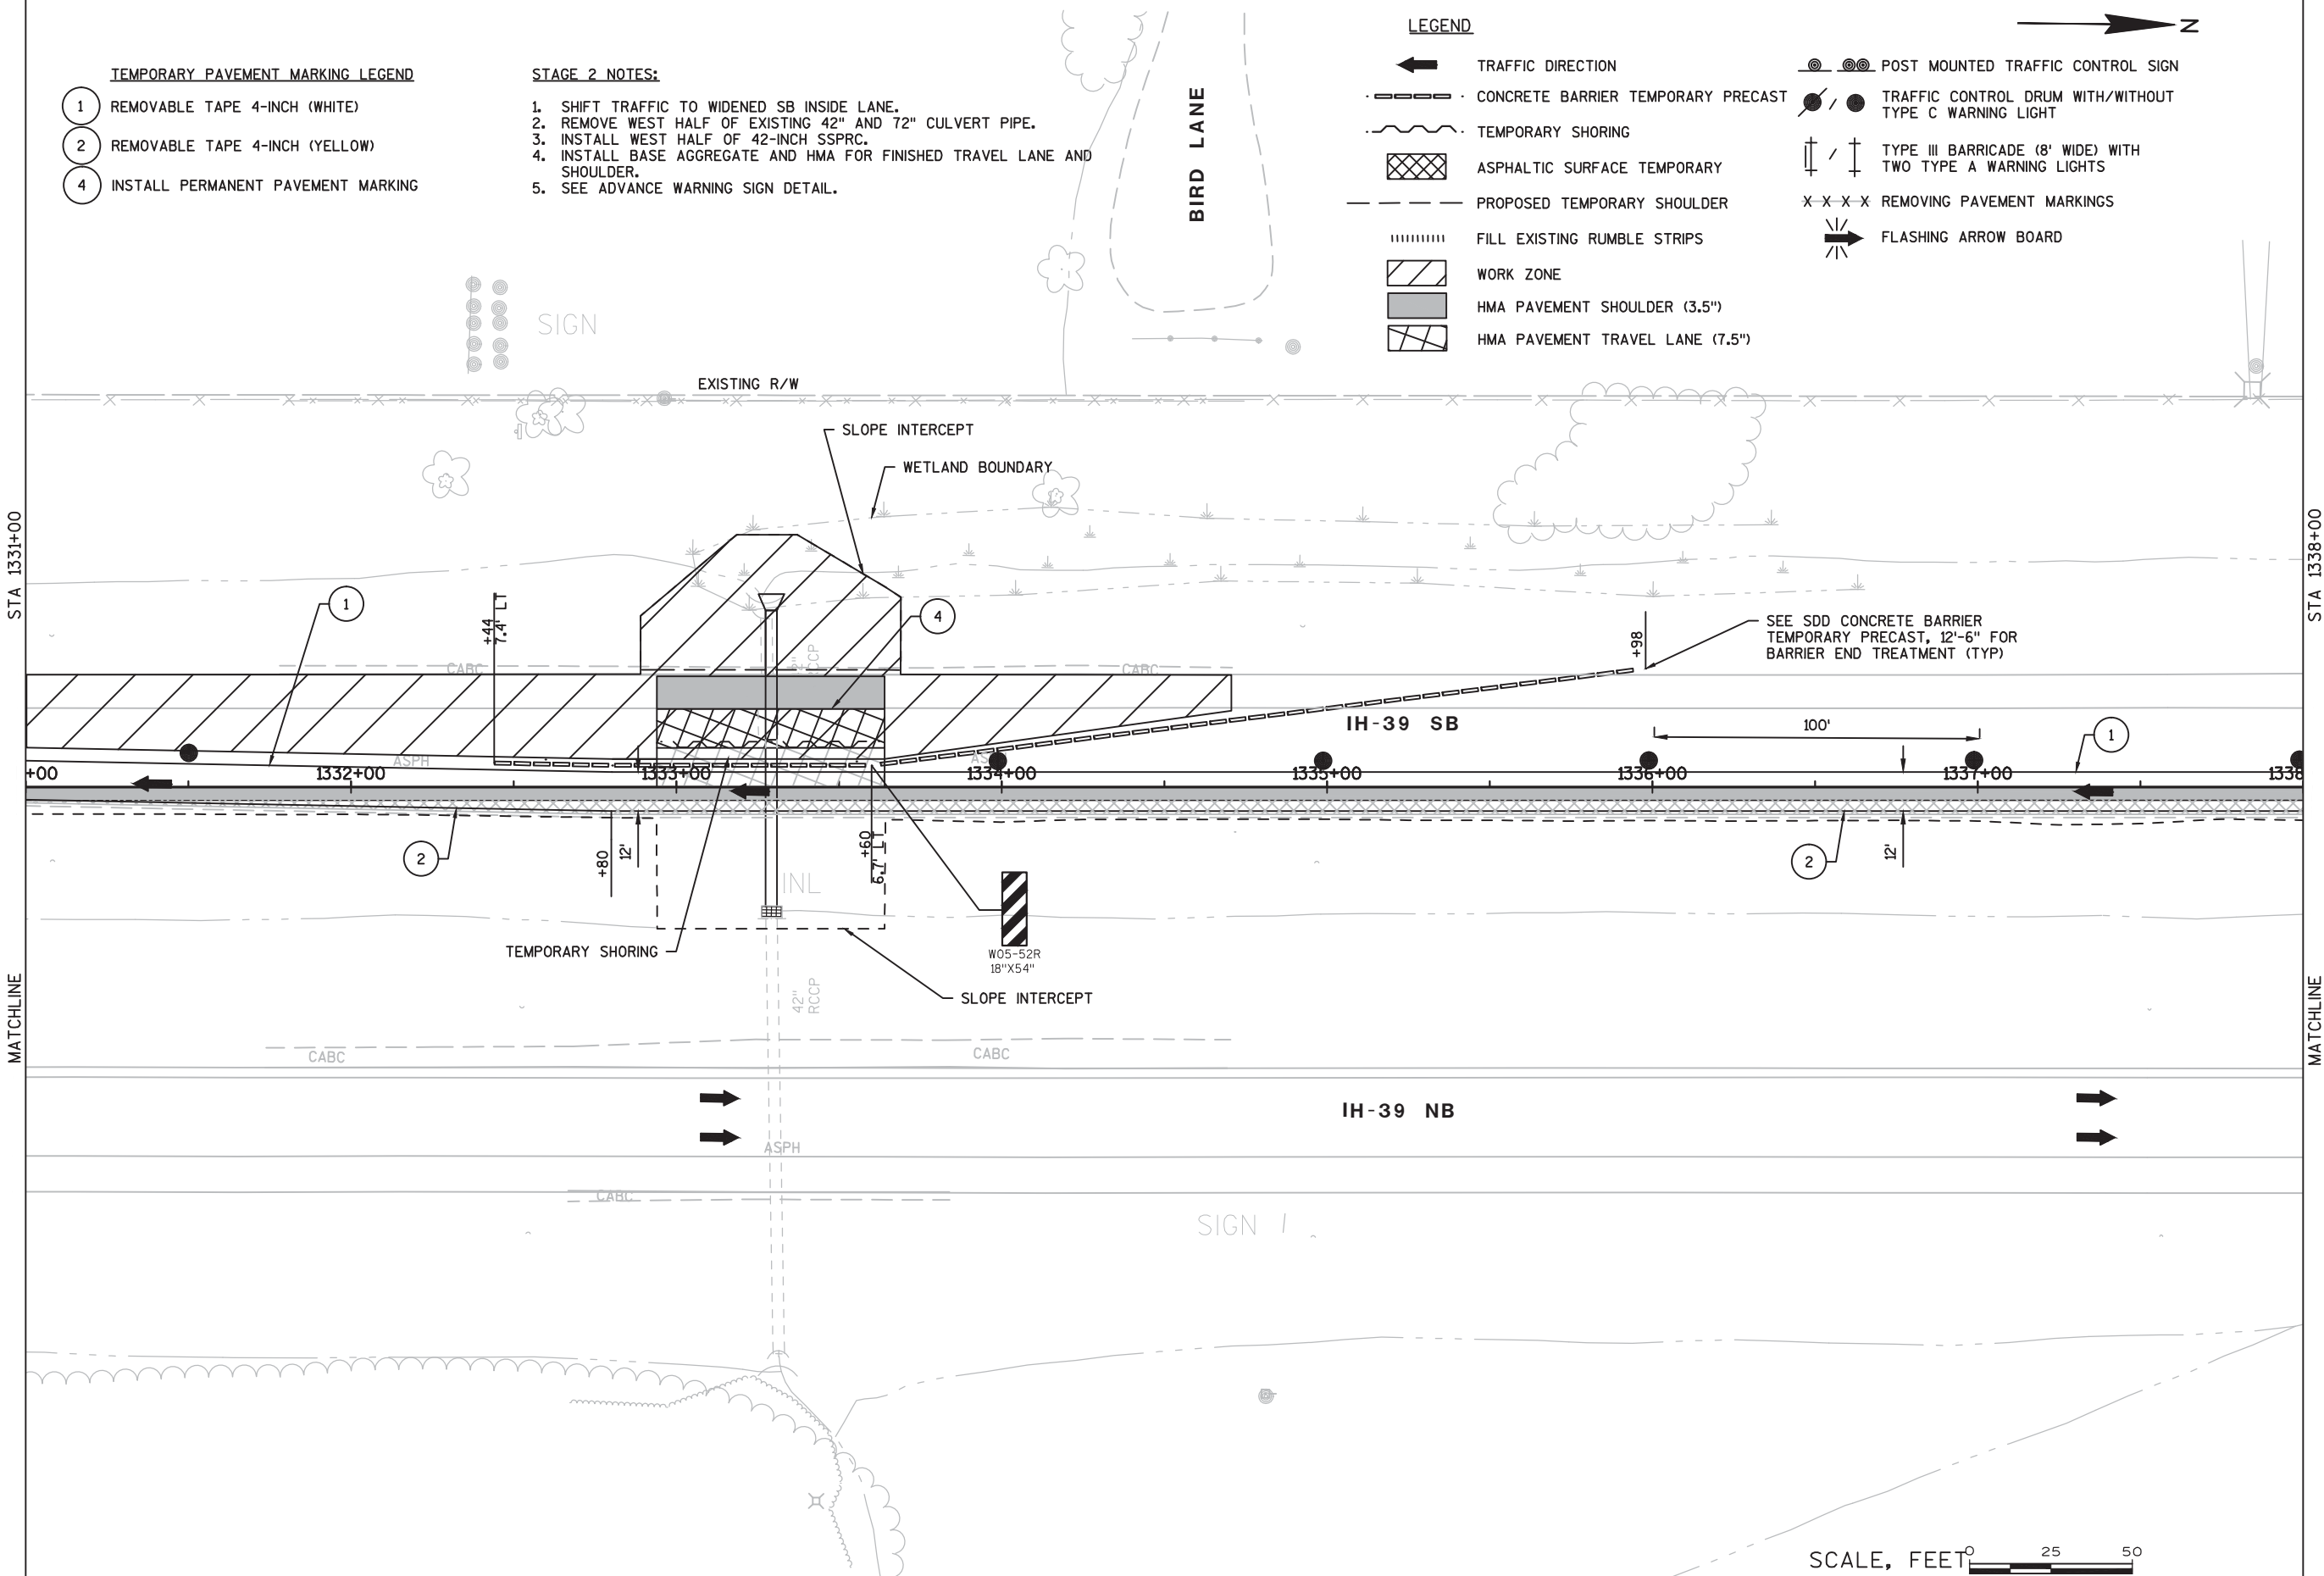 LEGEND
N
TEMPORARY PAVEMENT MARKING LEGEND
1 REMOVABLE TAPE 4-INCH (WHITE)
2 REMOVABLE TAPE 4-INCH (YELLOW)
4 INSTALL PERMANENT PAVEMENT MARKING
STAGE 2 NOTES:
1. SHIFT TRAFFIC TO WIDENED SB INSIDE LANE.
2. REMOVE WEST HALF OF EXISTING 42" AND 72" CULVERT PIPE.
3. INSTALL WEST HALF OF 42-INCH SSPRC.
4. INSTALL BASE AGGREGATE AND HMA FOR FINISHED TRAVEL LANE AND
SHOULDER.
5. SEE ADVANCE WARNING SIGN DETAIL.
BIRD LANE
TRAFFIC DIRECTION
CONCRETE BARRIER TEMPORARY PRECAST
TEMPORARY SHORING
ASPHALTIC SURFACE TEMPORARY
PROPOSED TEMPORARY SHOULDER
FILL EXISTING RUMBLE STRIPS
WORK ZONE
HMA PAVEMENT SHOULDER (3.5")
HMA PAVEMENT TRAVEL LANE (7.5")
POST MOUNTED TRAFFIC CONTROL SIGN
TRAFFIC CONTROL DRUM WITH/WITHOUT
TYPE C WARNING LIGHT
TYPE III BARRICADE (8' WIDE) WITH
TWO TYPE A WARNING LIGHTS
X X X X REMOVING PAVEMENT MARKINGS
FLASHING ARROW BOARD
SIGN
EXISTING R/W
SLOPE INTERCEPT
WETLAND BOUNDARY
STA 1331+00
STA 1338+00
1
4
+44
7.4' LT
+98
SEE SDD CONCRETE BARRIER
TEMPORARY PRECAST, 12'-6" FOR
BARRIER END TREATMENT (TYP)
CABC
RCCP
CABC
IH-39 SB
100'
1
ASPH
+00
1332+00
1333+00
1334+00
1335+00
1336+00
1337+00
1338
2
+80
12'
+60
6.7' LT
2
12'
INL
TEMPORARY SHORING
W05-52R
18"X54"
SLOPE INTERCEPT
42"
RCCP
MATCHLINE
MATCHLINE
CABC
CABC
IH-39 NB
ASPH
CABC
SIGN
SCALE, FEET
0 25 50